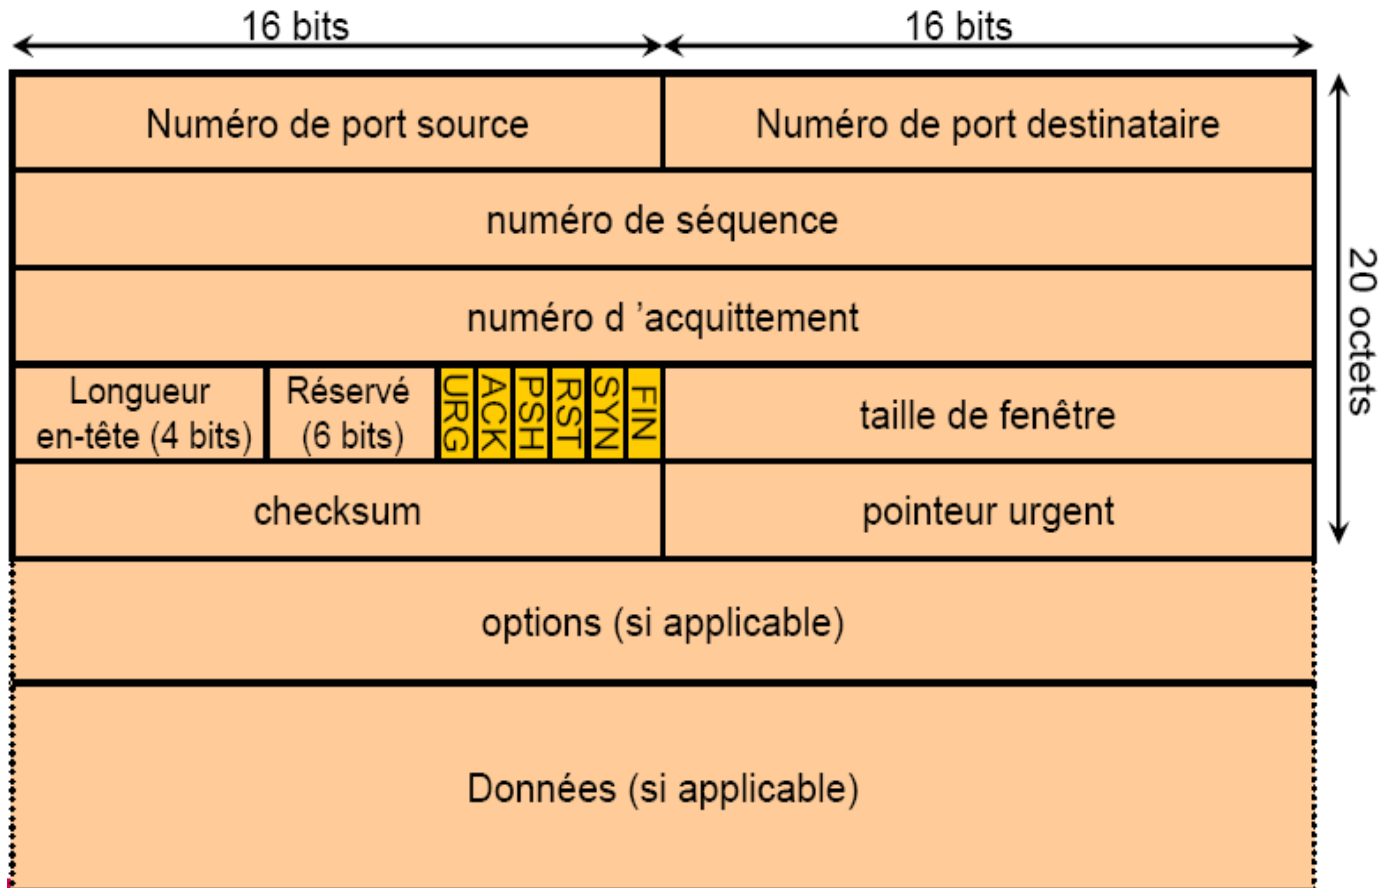 16 bits
16 bits
Numéro de port source
Numéro de port destinataire
numéro de séquence
numéro d ’acquittement
Longueur
en-tête (4 bits)
Réservé
(6 bits)
URG
ACK
PSH
RST
SYN
FIN
taille de fenêtre
checksum
pointeur urgent
20 octets
options (si applicable)
Données (si applicable)